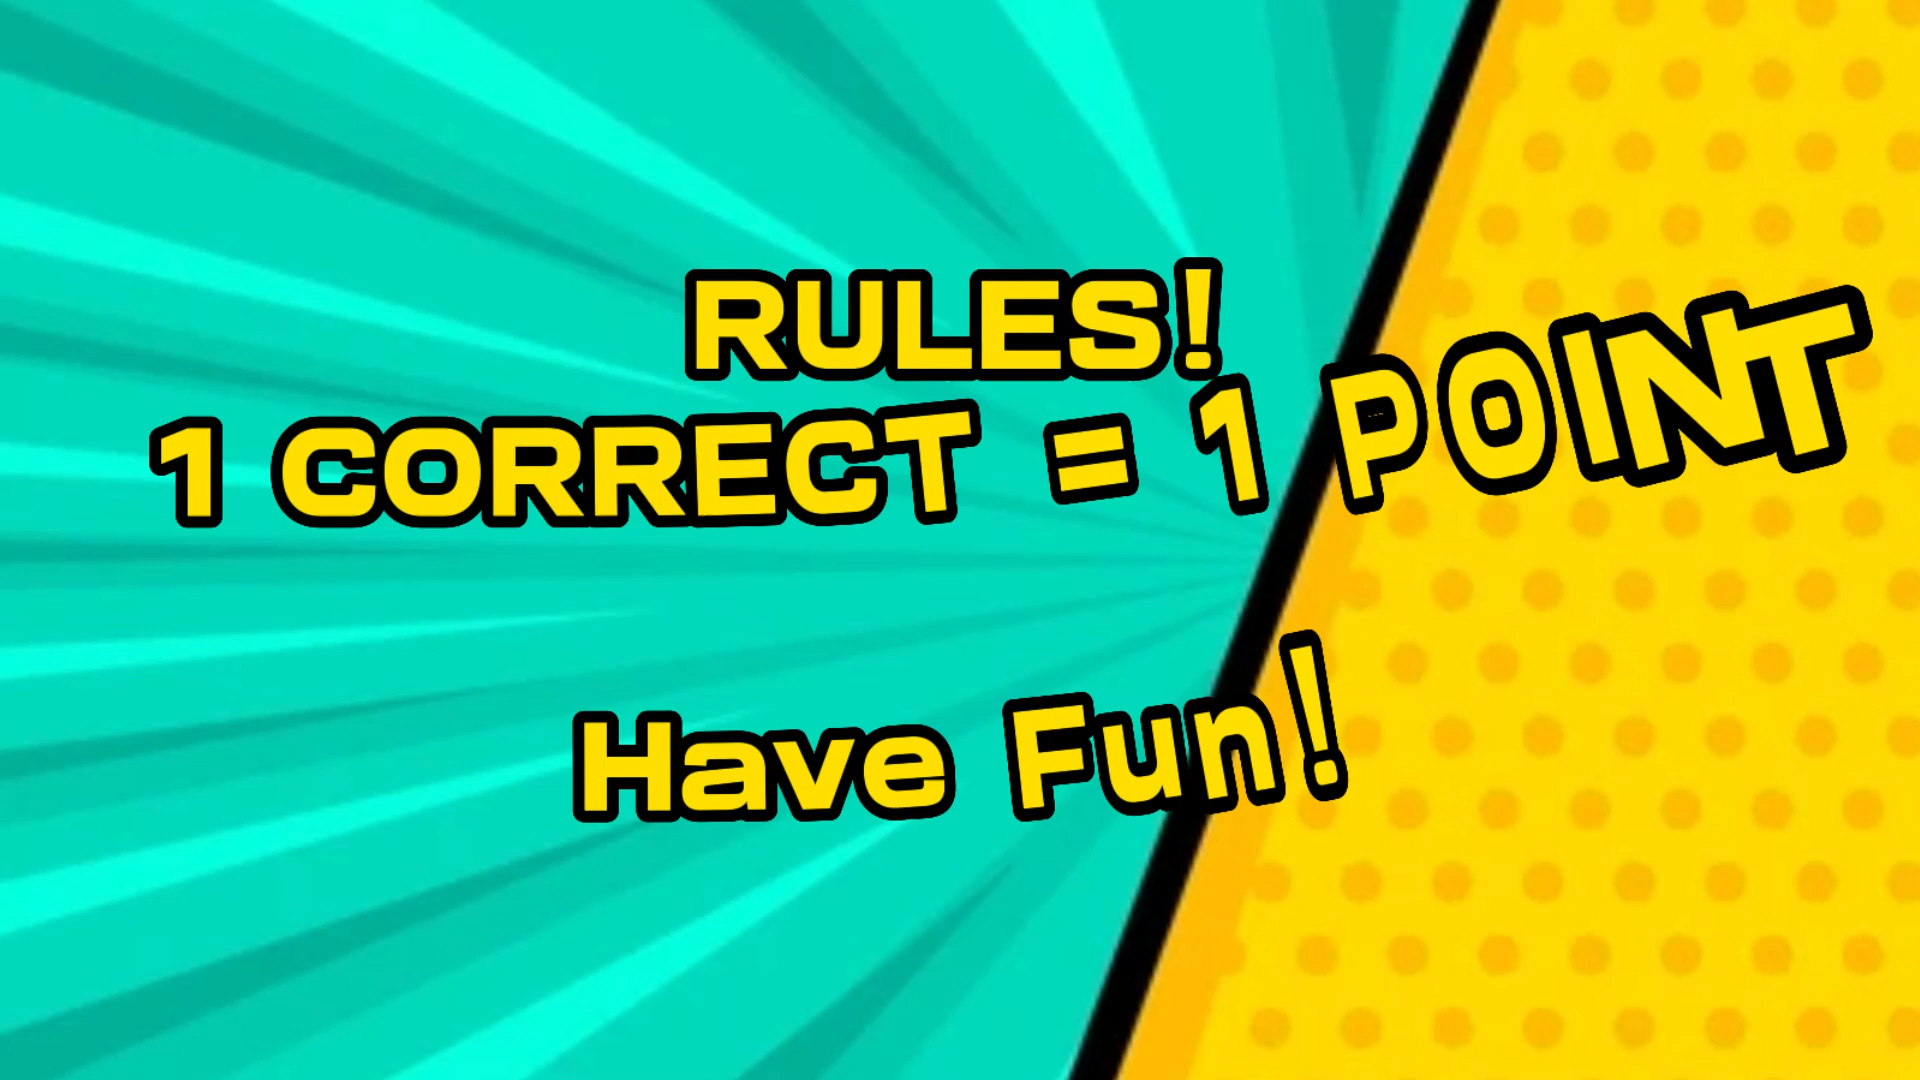 RULES!
1 CORRECT = 1 POINT
Have Fun!